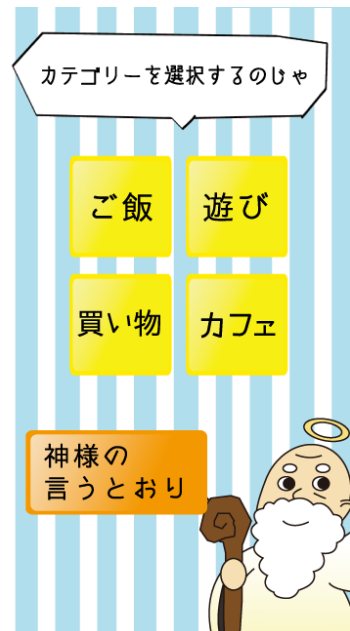 カテゴリーを選択するのじゃ
ご飯
遊び
買い物
カフェ
神様の
言うとおり